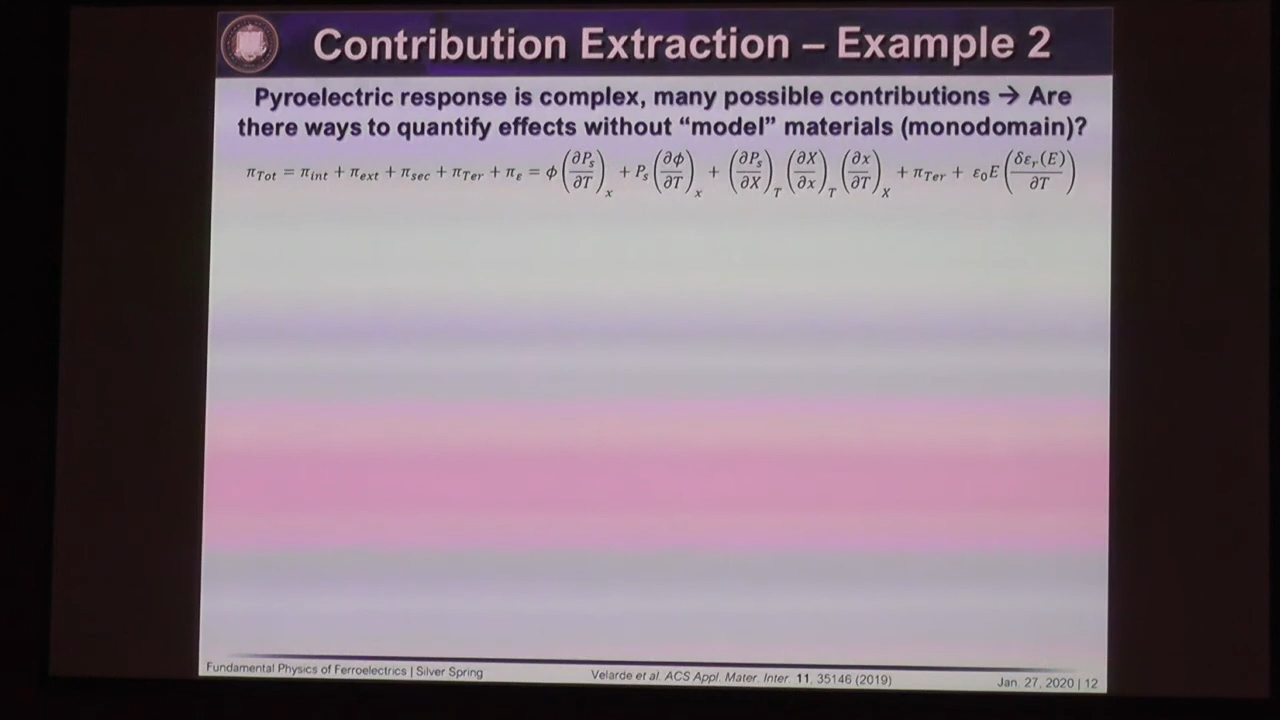 Contribution Extraction – Example 2
Pyroelectric response is complex, many possible contributions → Are
there ways to quantify effects without “model” materials (monodomain)?
π_Tot = π_int + π_ext + π_sec + π_Ter + π_ε = ϕ(∂P_s/∂T)_x + P_s(∂ϕ/∂T)_x + (∂P_s/∂X)_T (∂X/∂x)_T (∂x/∂T)_X + π_Ter + ε_0E(δε_r(E)/∂T)
Fundamental Physics of Ferroelectrics | Silver Spring
Velarde et al. ACS Appl. Mater. Inter. 11, 35146 (2019)
Jan. 27, 2020 | 12